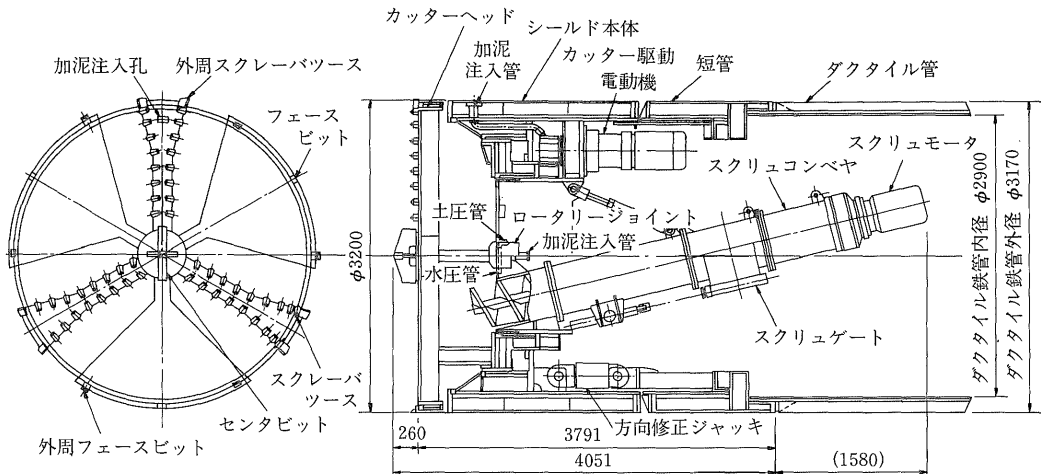 カッターヘッド
シールド本体
加泥
注入管
カッター駆動
電動機
短管
ダクタイル管
加泥注入孔
外周スクレーバツース
フェース
ビット
スクリュコンベヤ
スクリュモータ
土圧管
ロータリージョイント
加泥注入管
水圧管
スクリュゲート
φ3200
ダクタイル鉄管内径 φ2900
ダクタイル鉄管外径 φ3170
スクレーバ
ツース
センタビット
外周フェースビット
方向修正ジャッキ
260
3791
4051
(1580)